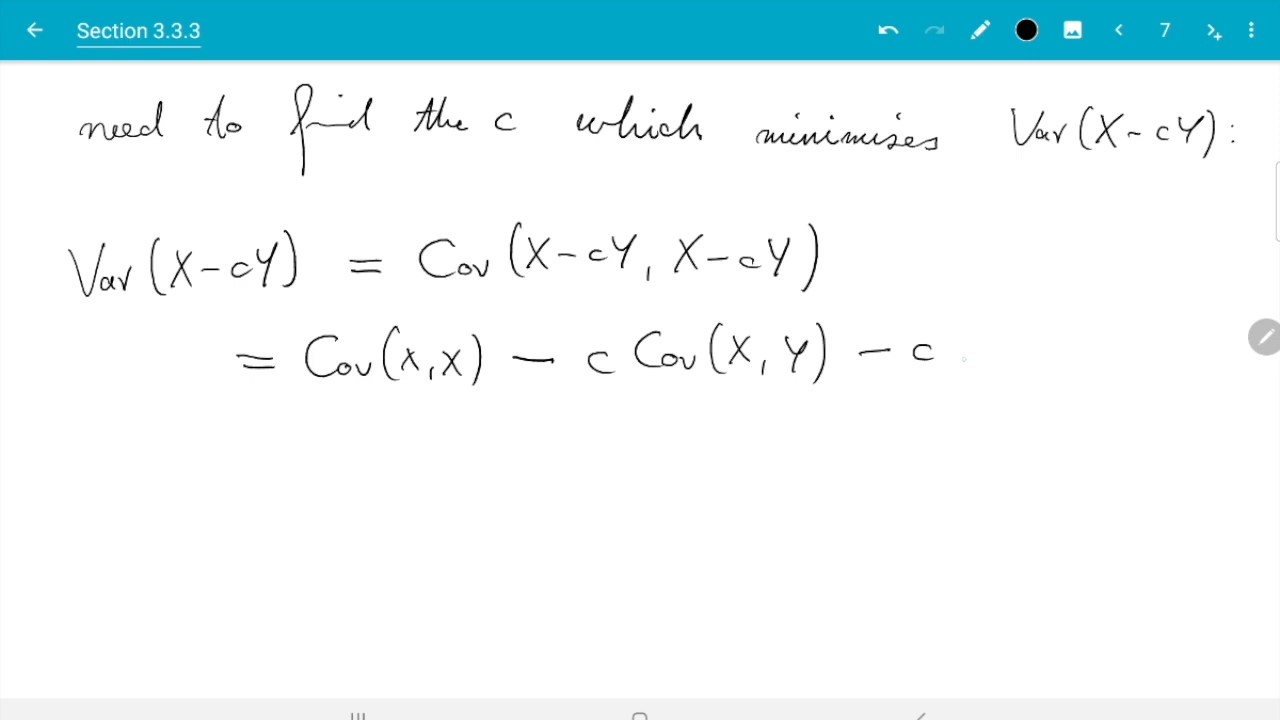 Section 3.3.3
7
need to find the c which minimises Var(X-cY):
Var(X-cY) = Cov(X-cY, X-cY)
= Cov(X,X) - c Cov(X,Y) - c